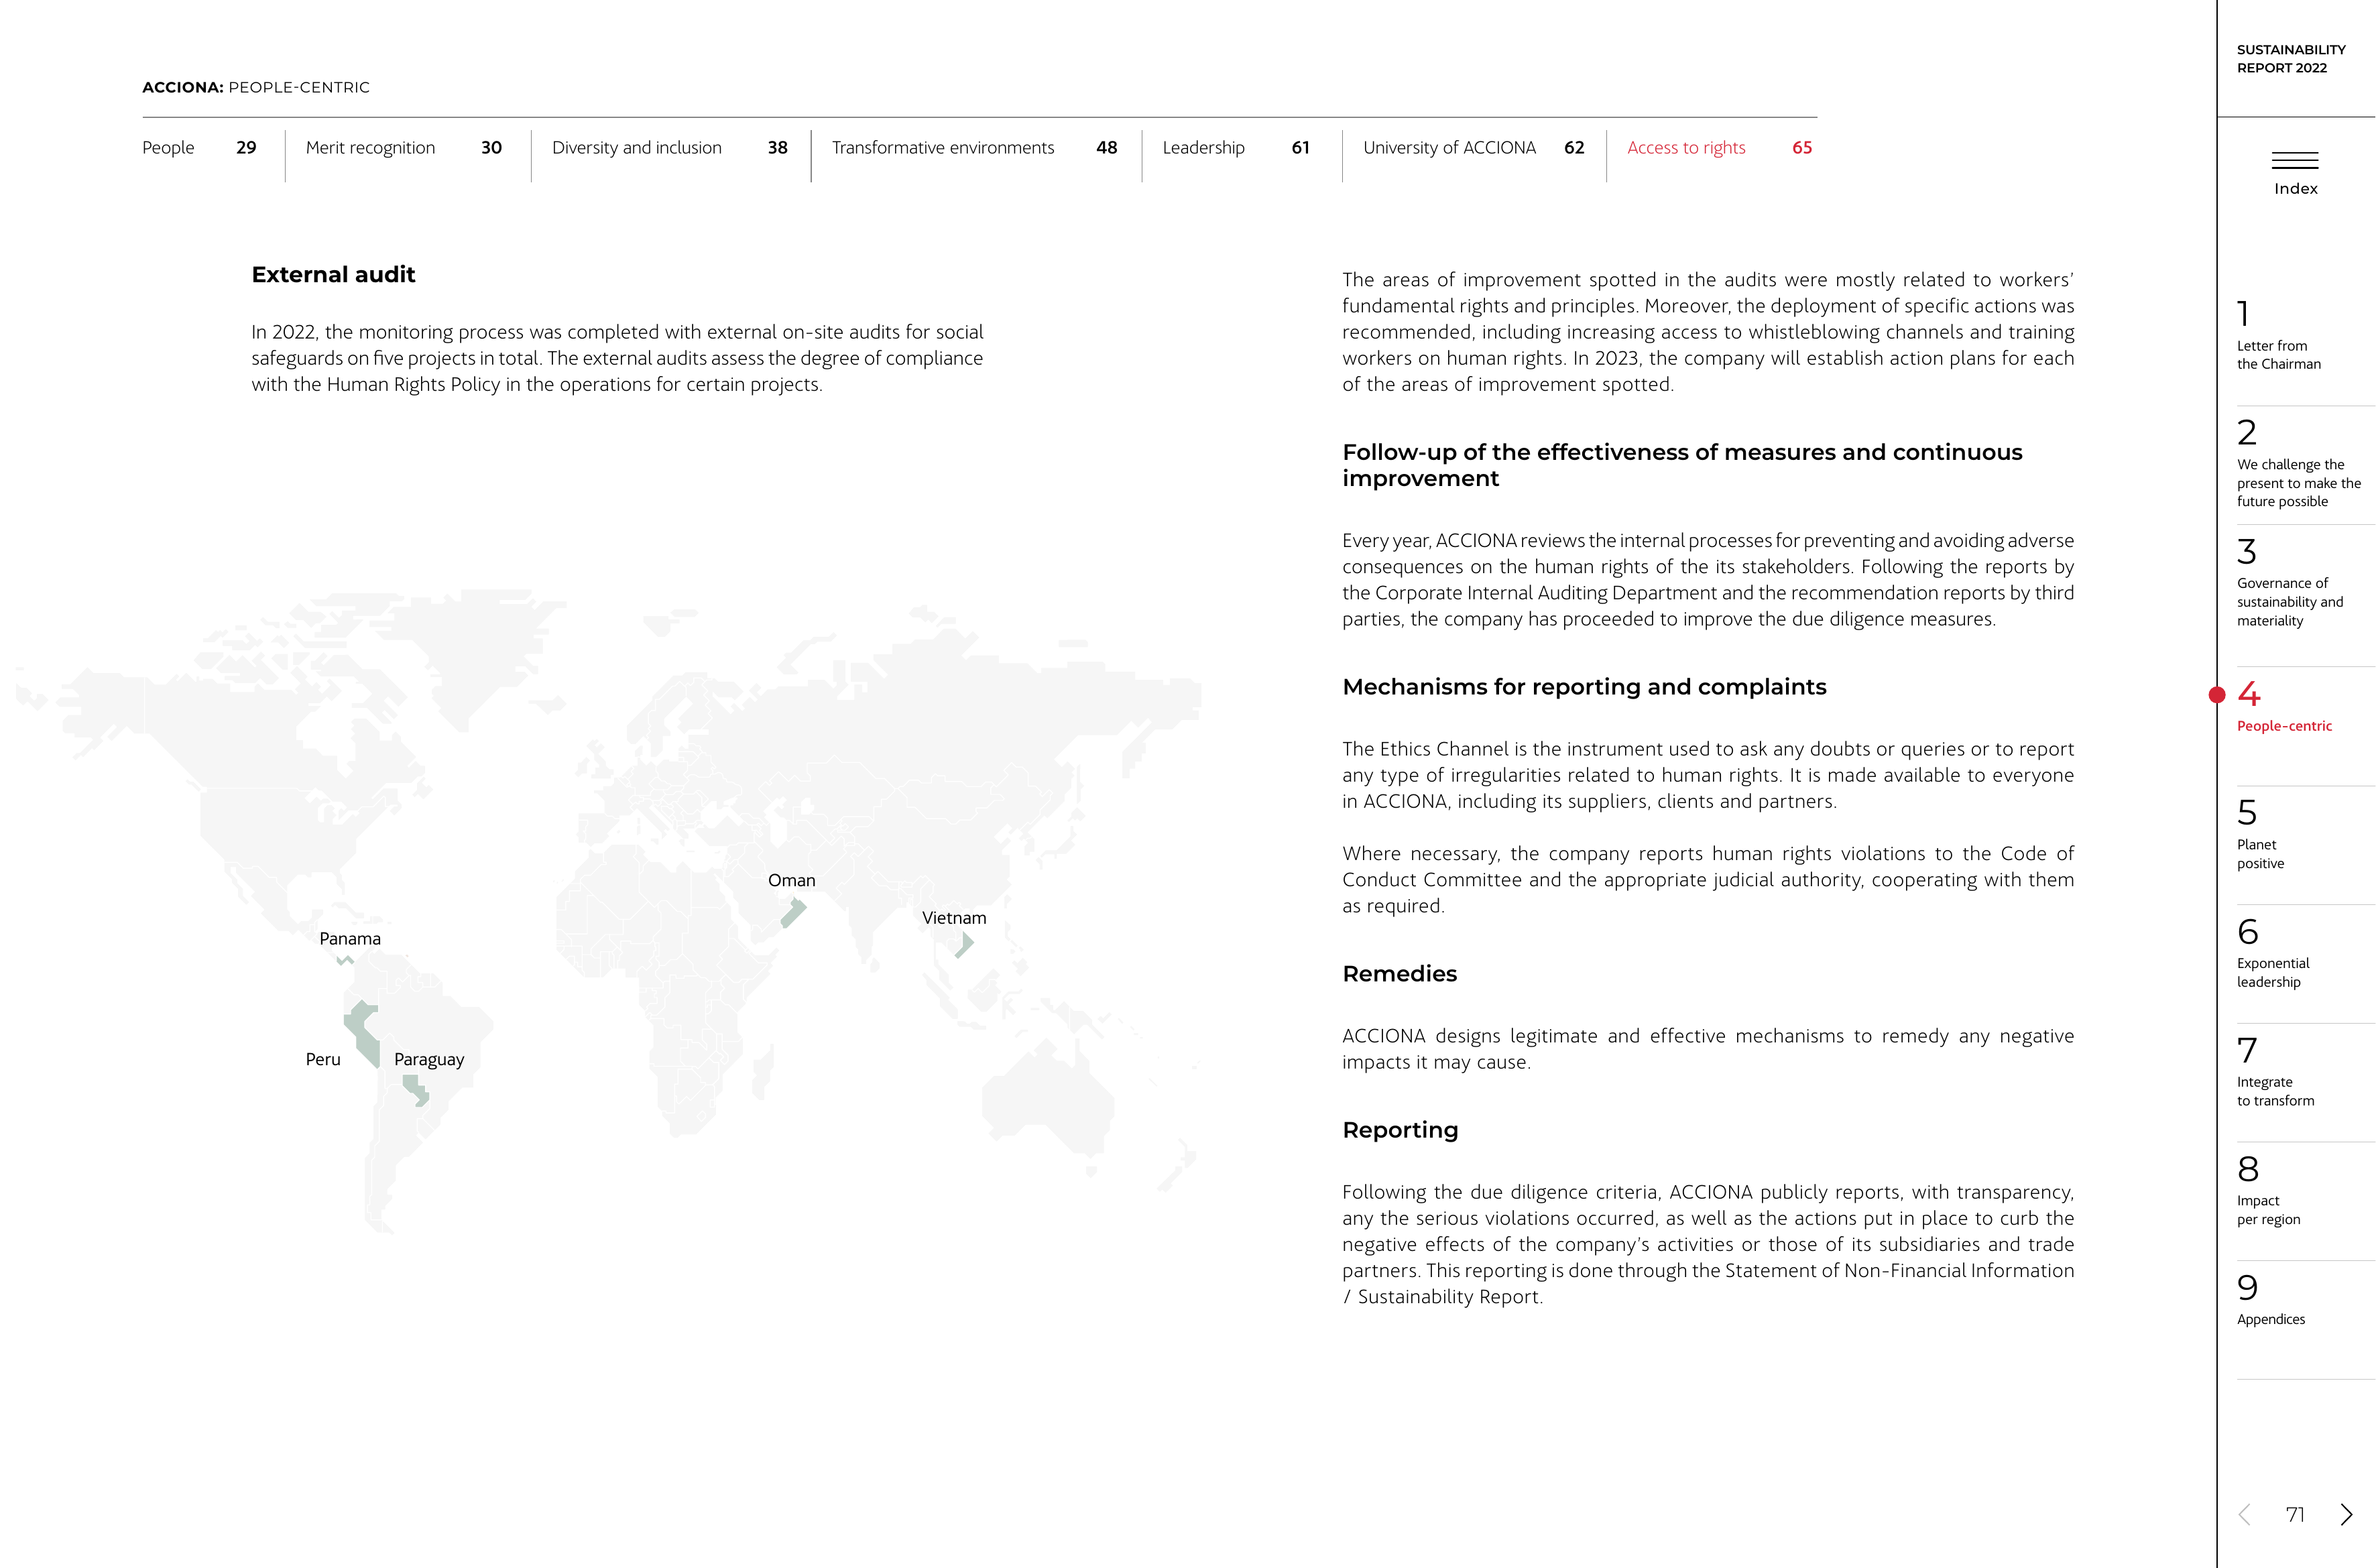 ACCIONA: PEOPLE-CENTRIC
People 29
Merit recognition 30
Diversity and inclusion 38
Transformative environments 48
Leadership 61
University of ACCIONA 62
Access to rights 65
External audit
In 2022, the monitoring process was completed with external on-site audits for social
safeguards on five projects in total. The external audits assess the degree of compliance
with the Human Rights Policy in the operations for certain projects.
Oman
Vietnam
Panama
Peru
Paraguay
The areas of improvement spotted in the audits were mostly related to workers’
fundamental rights and principles. Moreover, the deployment of specific actions was
recommended, including increasing access to whistleblowing channels and training
workers on human rights. In 2023, the company will establish action plans for each
of the areas of improvement spotted.
Follow-up of the effectiveness of measures and continuous
improvement
Every year, ACCIONA reviews the internal processes for preventing and avoiding adverse
consequences on the human rights of the its stakeholders. Following the reports by
the Corporate Internal Auditing Department and the recommendation reports by third
parties, the company has proceeded to improve the due diligence measures.
Mechanisms for reporting and complaints
The Ethics Channel is the instrument used to ask any doubts or queries or to report
any type of irregularities related to human rights. It is made available to everyone
in ACCIONA, including its suppliers, clients and partners.
Where necessary, the company reports human rights violations to the Code of
Conduct Committee and the appropriate judicial authority, cooperating with them
as required.
Remedies
ACCIONA designs legitimate and effective mechanisms to remedy any negative
impacts it may cause.
Reporting
Following the due diligence criteria, ACCIONA publicly reports, with transparency,
any the serious violations occurred, as well as the actions put in place to curb the
negative effects of the company’s activities or those of its subsidiaries and trade
partners. This reporting is done through the Statement of Non-Financial Information
/ Sustainability Report.
SUSTAINABILITY
REPORT 2022
Index
1
Letter from
the Chairman
2
We challenge the
present to make the
future possible
3
Governance of
sustainability and
materiality
4
People-centric
5
Planet
positive
6
Exponential
leadership
7
Integrate
to transform
8
Impact
per region
9
Appendices
71